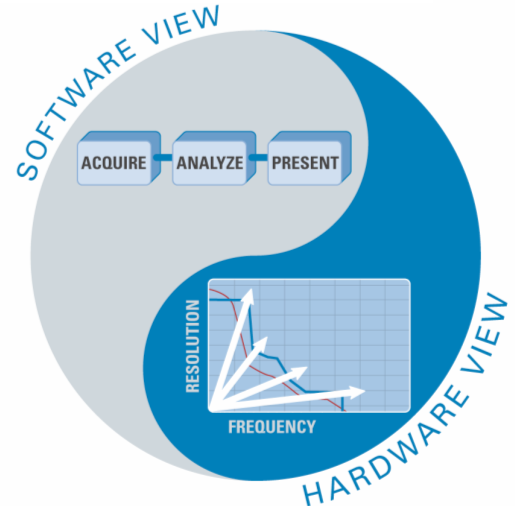 SOFTWARE VIEW
ACQUIRE ANALYZE PRESENT
RESOLUTION
FREQUENCY
HARDWARE VIEW